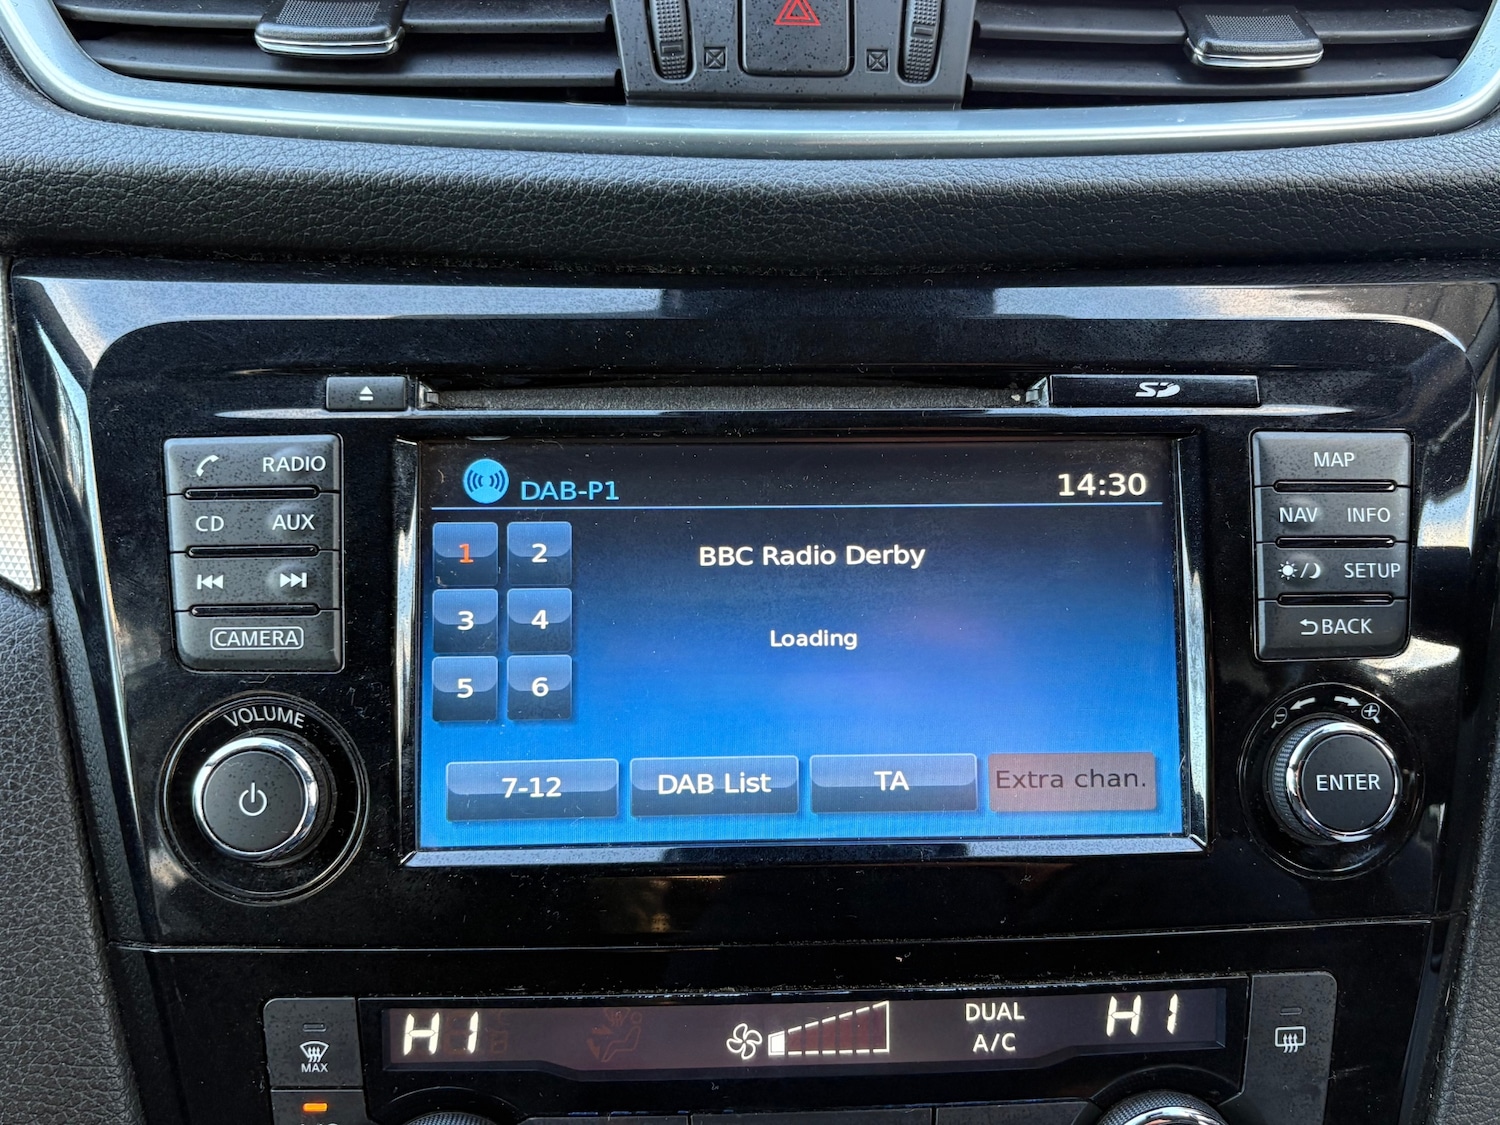 SD
RADIO
CD AUX
CAMERA
VOLUME
DAB-P1
14:30
1 2
3 4
5 6
BBC Radio Derby
Loading
7-12
DAB List
TA
Extra chan.
MAP
NAV INFO
SETUP
BACK
ENTER
MAX
HI
DUAL
A/C
HI